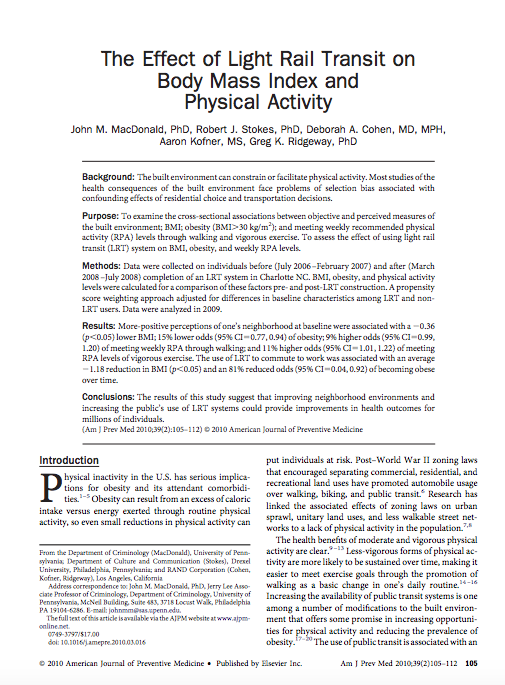 The Effect of Light Rail Transit on
Body Mass Index and
Physical Activity
John M. MacDonald, PhD, Robert J. Stokes, PhD, Deborah A. Cohen, MD, MPH,
Aaron Kofner, MS, Greg K. Ridgeway, PhD
Background: The built environment can constrain or facilitate physical activity. Most studies of the
health consequences of the built environment face problems of selection bias associated with
confounding effects of residential choice and transportation decisions.
Purpose: To examine the cross-sectional associations between objective and perceived measures of
the built environment; BMI; obesity (BMI>30 kg/m²); and meeting weekly recommended physical
activity (RPA) levels through walking and vigorous exercise. To assess the effect of using light rail
transit (LRT) system on BMI, obesity, and weekly RPA levels.
Methods: Data were collected on individuals before (July 2006–February 2007) and after (March
2008–July 2008) completion of an LRT system in Charlotte NC. BMI, obesity, and physical activity
levels were calculated for a comparison of these factors pre- and post-LRT construction. A propensity
score weighting approach adjusted for differences in baseline characteristics among LRT and non-
LRT users. Data were analyzed in 2009.
Results: More-positive perceptions of one's neighborhood at baseline were associated with a −0.36
(p<0.05) lower BMI; 15% lower odds (95% CI=0.77, 0.94) of obesity; 9% higher odds (95% CI=0.99,
1.20) of meeting weekly RPA through walking; and 11% higher odds (95% CI=1.01, 1.22) of meeting
RPA levels of vigorous exercise. The use of LRT to commute to work was associated with an average
−1.18 reduction in BMI (p<0.05) and an 81% reduced odds (95% CI=0.04, 0.92) of becoming obese
over time.
Conclusions: The results of this study suggest that improving neighborhood environments and
increasing the public's use of LRT systems could provide improvements in health outcomes for
millions of individuals.
(Am J Prev Med 2010;39(2):105–112) © 2010 American Journal of Preventive Medicine
Introduction
Physical inactivity in the U.S. has serious implica-
tions for obesity and its attendant comorbidi-
ties.1–5 Obesity can result from an excess of caloric
intake versus energy exerted through routine physical
activity, so even small reductions in physical activity can
From the Department of Criminology (MacDonald), University of Penn-
sylvania; Department of Culture and Communication (Stokes), Drexel
University, Philadelphia, Pennsylvania; and RAND Corporation (Cohen,
Kofner, Ridgeway), Los Angeles, California
Address correspondence to: John M. MacDonald, PhD, Jerry Lee Asso-
ciate Professor of Criminology, Department of Criminology, University of
Pennsylvania, McNeil Building, Suite 483, 3718 Locust Walk, Philadelphia
PA 19104-6286. E-mail: johnmm@sas.upenn.edu.
The full text of this article is available via the AJPM website at www.ajpm-
online.net.
0749-3797/$17.00
doi: 10.1016/j.amepre.2010.03.016
put individuals at risk. Post–World War II zoning laws
that encouraged separating commercial, residential, and
recreational land uses have promoted automobile usage
over walking, biking, and public transit.6 Research has
linked the associated effects of zoning laws on urban
sprawl, unitary land uses, and less walkable street net-
works to a lack of physical activity in the population.7,8
The health benefits of moderate and vigorous physical
activity are clear.9–13 Less-vigorous forms of physical ac-
tivity are more likely to be sustained over time, making it
easier to meet exercise goals through the promotion of
walking as a basic change in one's daily routine.14–16
Increasing the availability of public transit systems is one
among a number of modifications to the built environ-
ment that offers some promise in increasing opportuni-
ties for physical activity and reducing the prevalence of
obesity.17–20 The use of public transit is associated with an
© 2010 American Journal of Preventive Medicine • Published by Elsevier Inc.
Am J Prev Med 2010;39(2)105–112 105